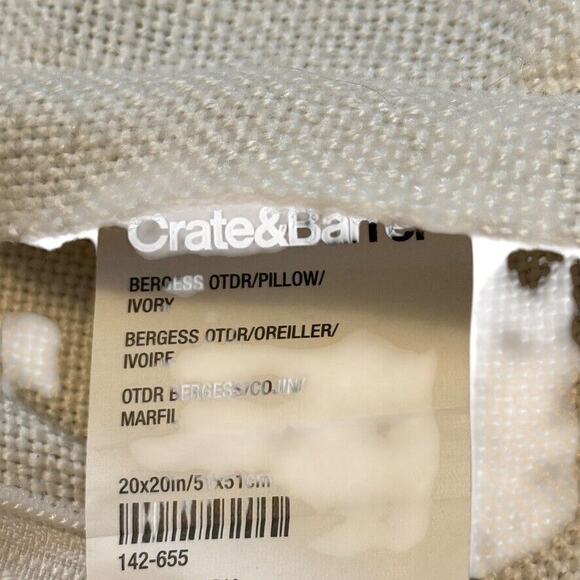 Crate&Barrel
BERGESS OTDR/PILLOW/
IVORY
BERGESS OTDR/OREILLER/
IVOIRE
OTDR BERGESS/COJIN/
MARFIL
20x20in/51x51cm
142-655